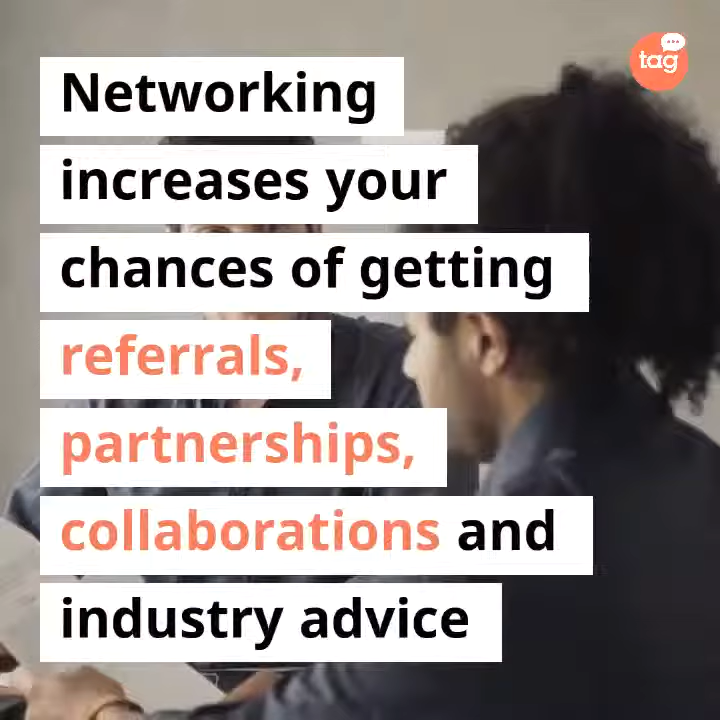 tag
Networking
increases your
chances of getting
referrals,
partnerships,
collaborations and
industry advice